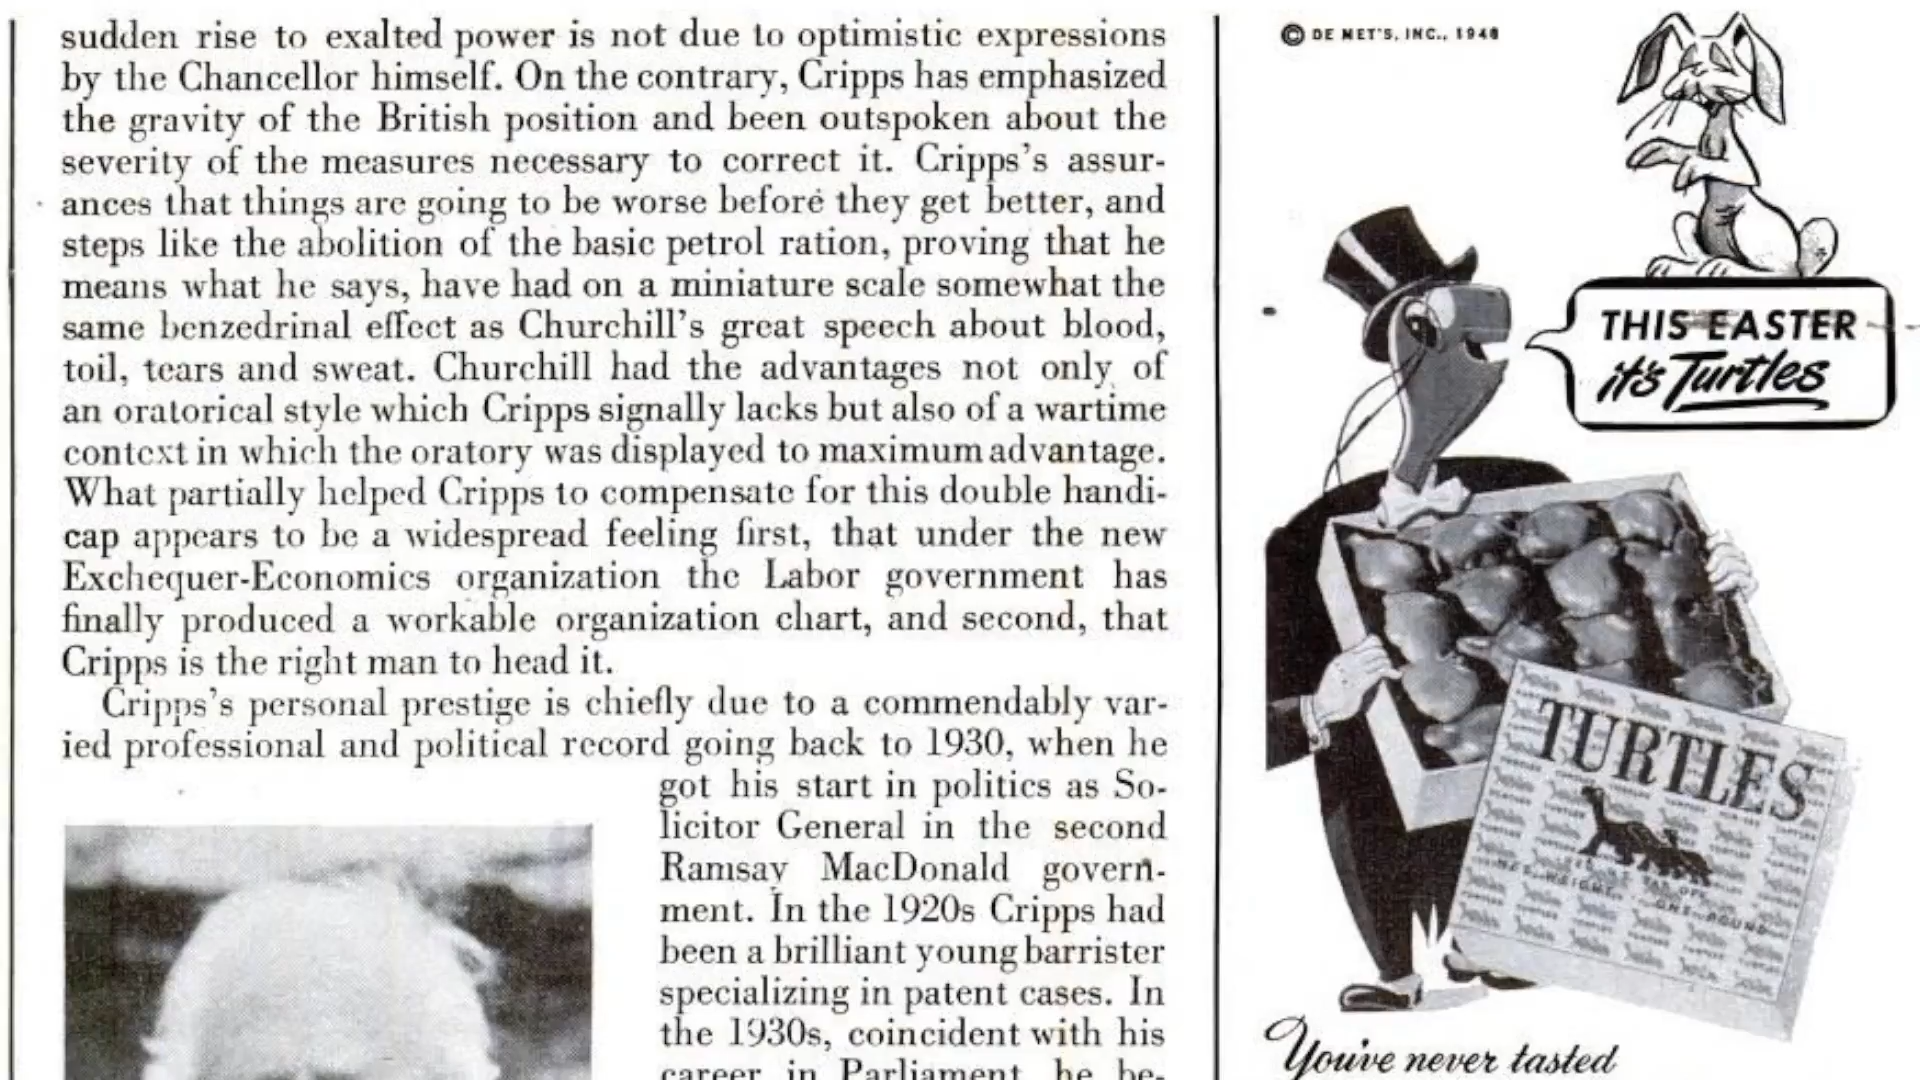 sudden rise to exalted power is not due to optimistic expressions
by the Chancellor himself. On the contrary, Cripps has emphasized
the gravity of the British position and been outspoken about the
severity of the measures necessary to correct it. Cripps's assur-
ances that things are going to be worse before they get better, and
steps like the abolition of the basic petrol ration, proving that he
means what he says, have had on a miniature scale somewhat the
same benzedrinal effect as Churchill's great speech about blood,
toil, tears and sweat. Churchill had the advantages not only of
an oratorical style which Cripps signally lacks but also of a wartime
context in which the oratory was displayed to maximum advantage.
What partially helped Cripps to compensate for this double handi-
cap appears to be a widespread feeling first, that under the new
Exchequer-Economics organization the Labor government has
finally produced a workable organization chart, and second, that
Cripps is the right man to head it.
Cripps's personal prestige is chiefly due to a commendably var-
ied professional and political record going back to 1930, when he
got his start in politics as So-
licitor General in the second
Ramsay MacDonald govern-
ment. In the 1920s Cripps had
been a brilliant young barrister
specializing in patent cases. In
the 1930s, coincident with his
career in Parliament, he be-
© DE MET'S, INC., 1948
THIS EASTER
it's Turtles
TURTLES
NET WEIGHT ONE POUND
You've never tasted